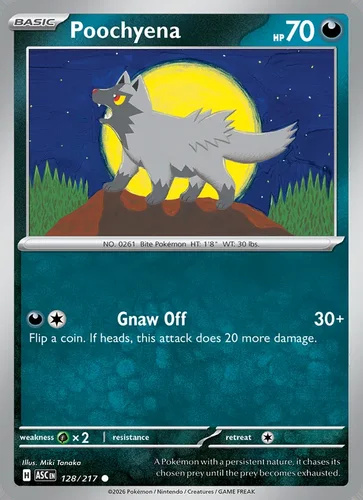 BASIC
Poochyena
HP 70
NO. 0261 Bite Pokémon HT: 1'8" WT: 30 lbs.
Gnaw Off 30+
Flip a coin. If heads, this attack does 20 more damage.
weakness × 2 resistance retreat
Illus. Miki Tanaka
H ASC EN 128/217
A Pokémon with a persistent nature, it chases its
chosen prey until the prey becomes exhausted.
©2026 Pokémon / Nintendo / Creatures / GAME FREAK